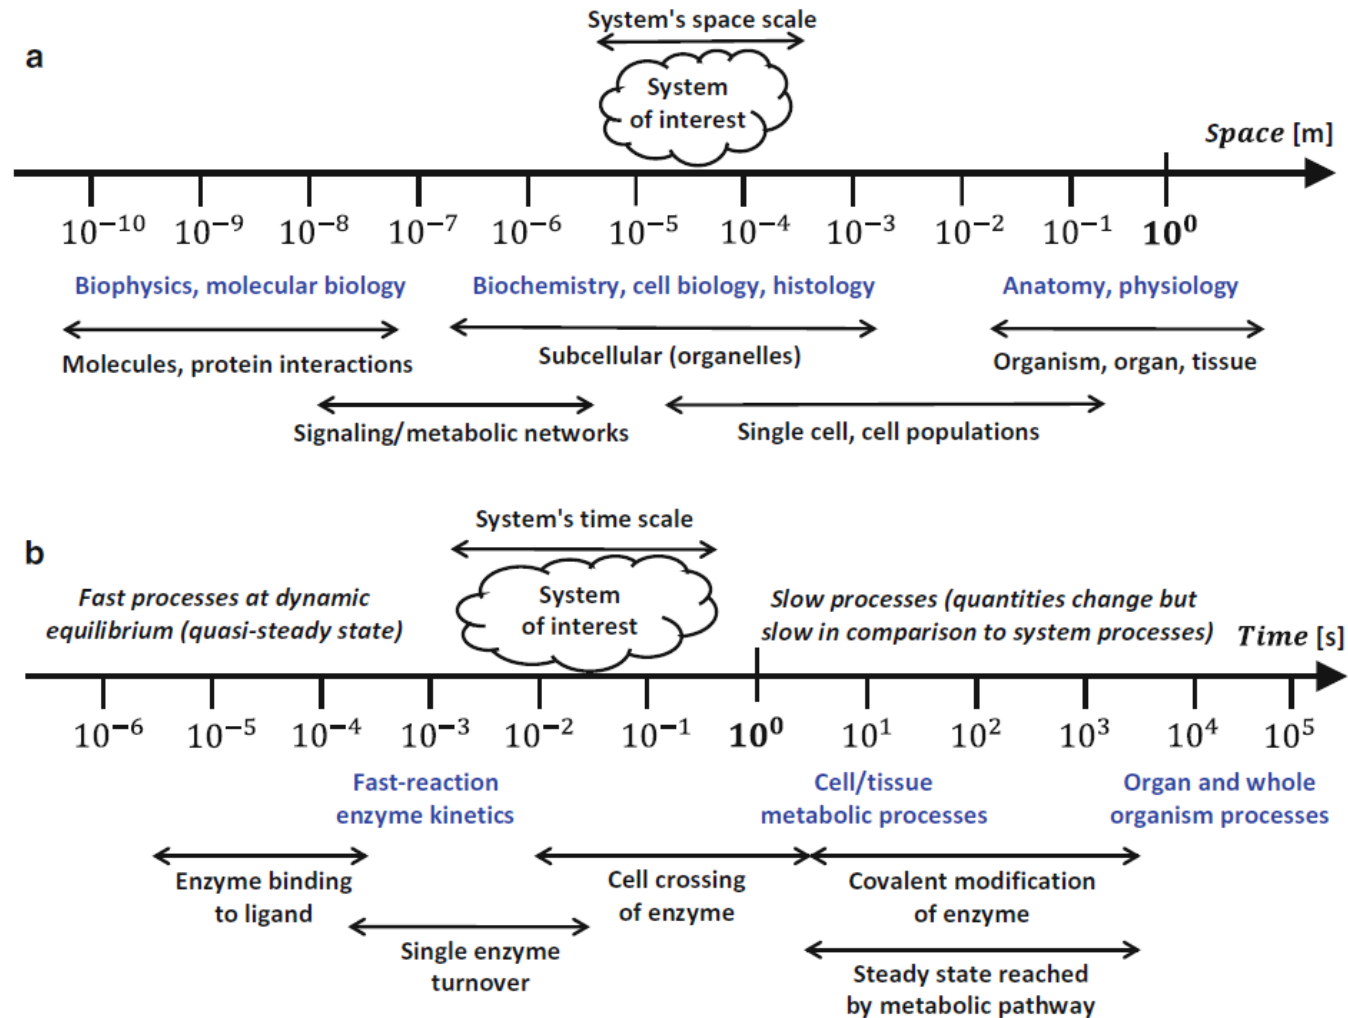 System's space scale
a
System
of interest
Space [m]
10⁻¹⁰ 10⁻⁹ 10⁻⁸ 10⁻⁷ 10⁻⁶ 10⁻⁵ 10⁻⁴ 10⁻³ 10⁻² 10⁻¹ 10⁰
Biophysics, molecular biology Biochemistry, cell biology, histology Anatomy, physiology
Molecules, protein interactions Subcellular (organelles) Organism, organ, tissue
Signaling/metabolic networks Single cell, cell populations
System's time scale
b
Fast processes at dynamic
equilibrium (quasi-steady state)
System
of interest
Slow processes (quantities change but
slow in comparison to system processes)
Time [s]
10⁻⁶ 10⁻⁵ 10⁻⁴ 10⁻³ 10⁻² 10⁻¹ 10⁰ 10¹ 10² 10³ 10⁴ 10⁵
Fast-reaction
enzyme kinetics
Cell/tissue
metabolic processes
Organ and whole
organism processes
Enzyme binding
to ligand
Cell crossing
of enzyme
Covalent modification
of enzyme
Single enzyme
turnover
Steady state reached
by metabolic pathway